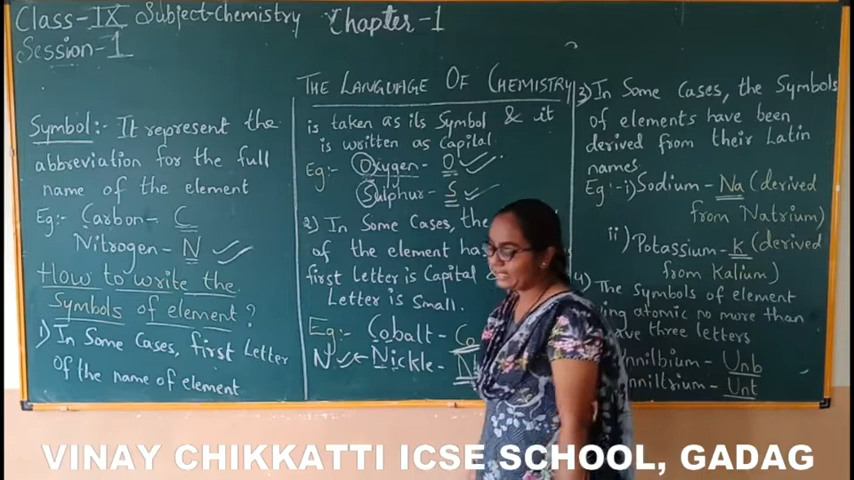 Class-IX Subject-Chemistry Chapter-1
Session-1
THE LANGUAGE OF CHEMISTRY
Symbol:- It represent the
abbreviation for the full
name of the element
Eg:- Carbon- C
Nitrogen- N
How to write the
Symbols of element?
1) In Some Cases, first Letter
of the name of element
is taken as its Symbol & it
is written as Capital
Eg:- Oxygen- O
Sulphur- S
2) In Some Cases, the
of the element
first Letter is Capital
Letter is Small.
Eg:- Cobalt- Co
N Nickle-
3) In Some Cases, the Symbols
of elements have been
derived from their Latin
names
Eg:- i) Sodium- Na (derived
from Natrium)
ii) Potassium- K (derived
from Kalium)
4) The Symbols of element
atomic no more than
three letters
Unb
Unt
VINAY CHIKKATTI ICSE SCHOOL, GADAG